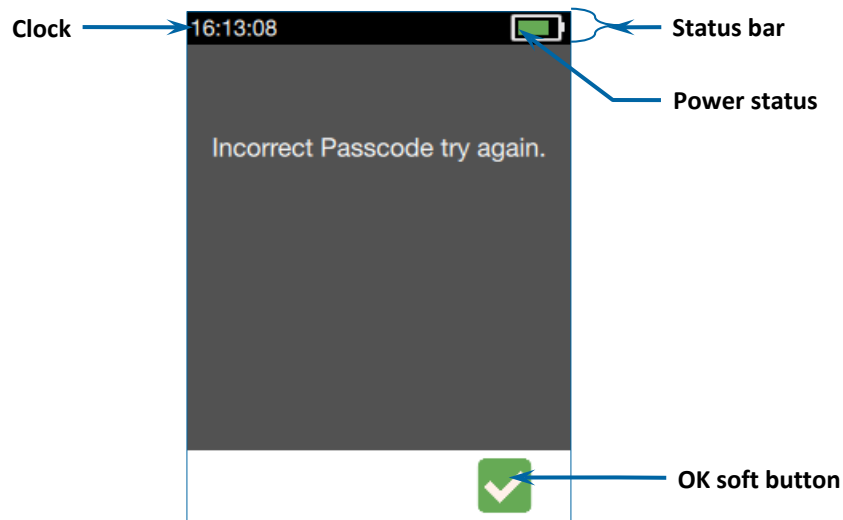 Clock
16:13:08
Status bar
Power status
Incorrect Passcode try again.
OK soft button